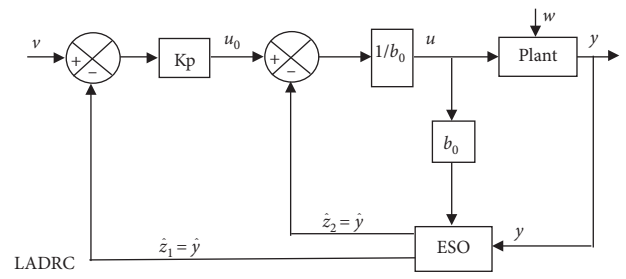 w
v
u₀
u
y
+
−
Kp
+
−
1/b₀
Plant
b₀
ẑ₂ = ŷ
y
ẑ₁ = ŷ
ESO
LADRC